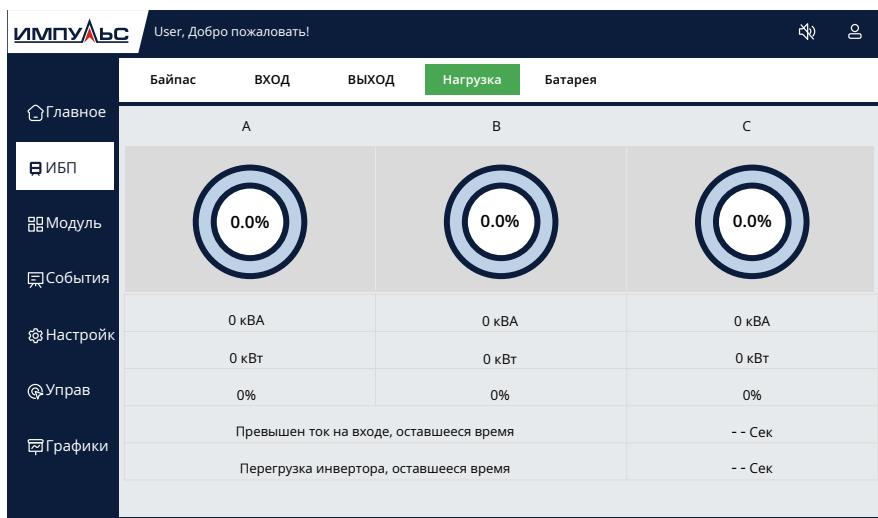 ИМПУЛЬС
User, Добро пожаловать!
Байпас ВХОД ВЫХОД Нагрузка Батарея
Главное
ИБП
Модуль
События
Настройк
Управ
Графики
A B C
0.0% 0.0% 0.0%
0 кВА 0 кВА 0 кВА
0 кВт 0 кВт 0 кВт
0% 0% 0%
Превышен ток на входе, оставшееся время - - Сек
Перегрузка инвертора, оставшееся время - - Сек